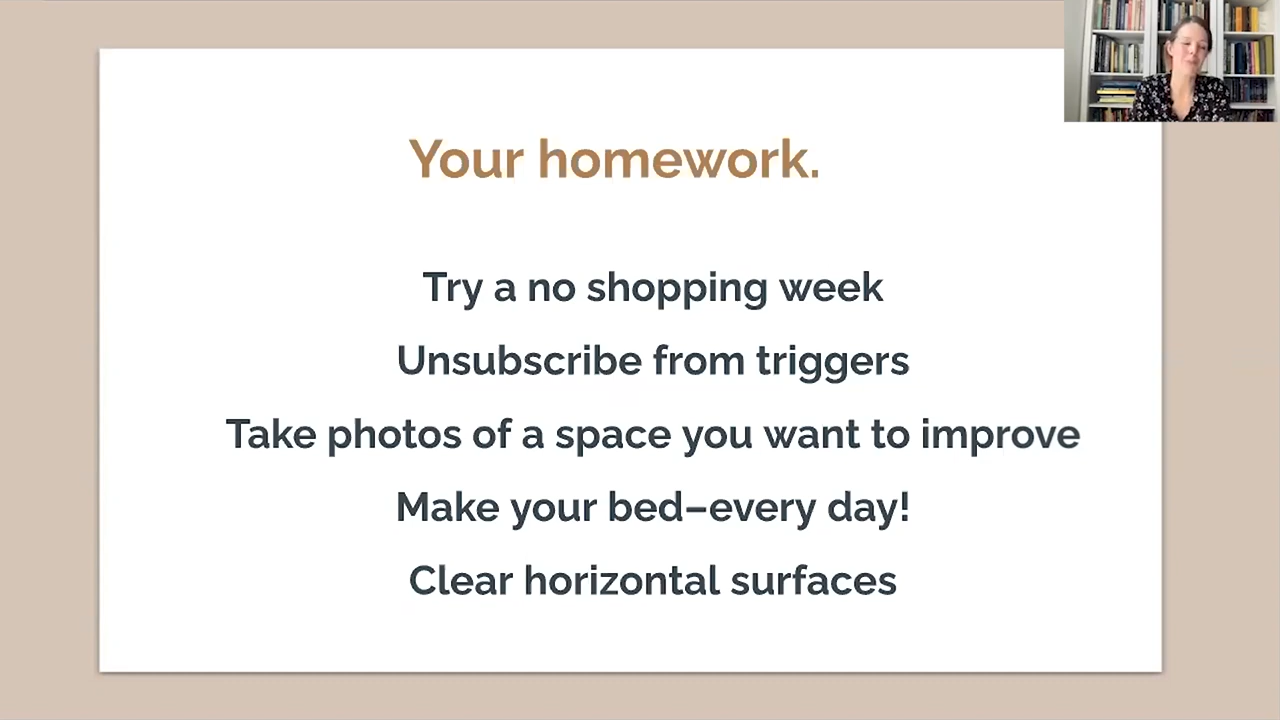 Your homework.
Try a no shopping week
Unsubscribe from triggers
Take photos of a space you want to improve
Make your bed–every day!
Clear horizontal surfaces